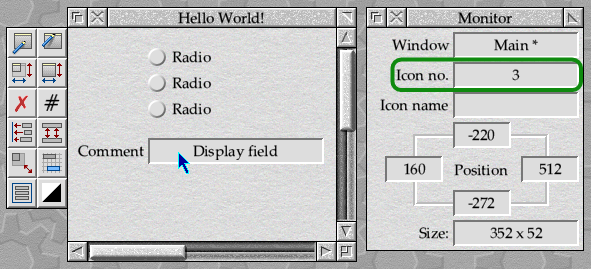 Hello World!
Radio
Radio
Radio
Comment Display field
#
Monitor
Window Main *
Icon no. 3
Icon name
-220
160 Position 512
-272
Size: 352 x 52